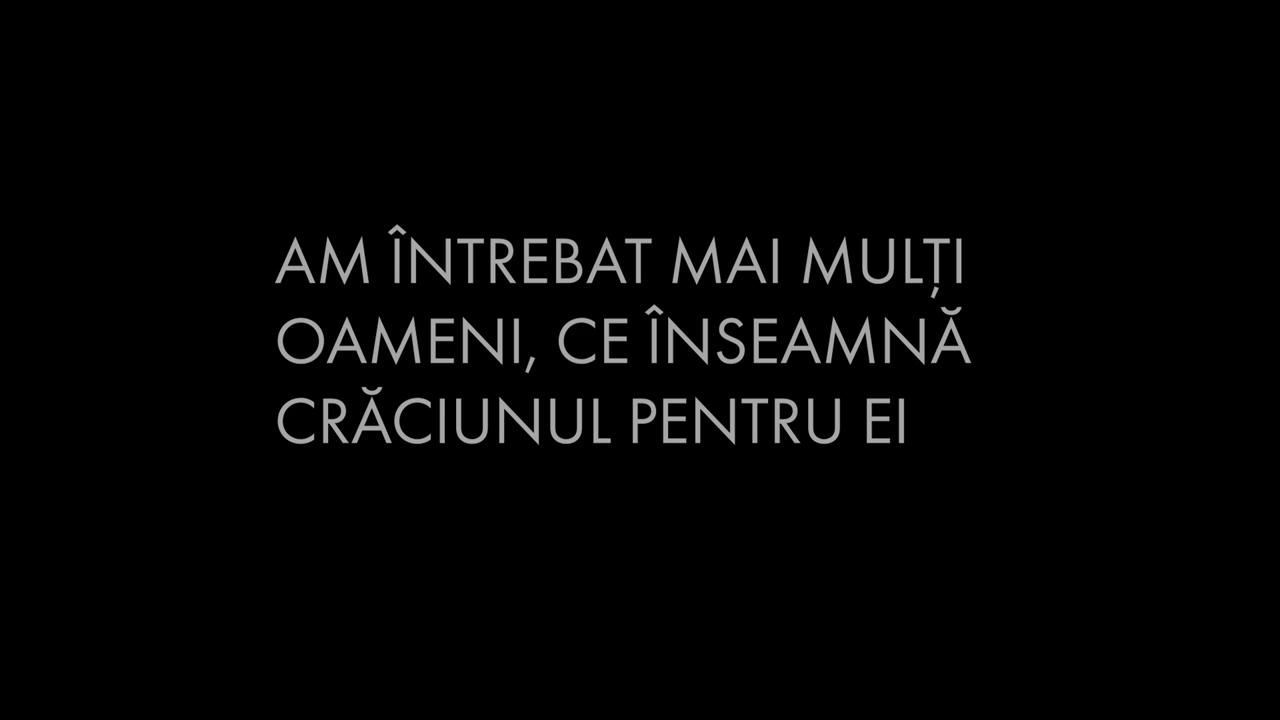 AM ÎNTREBAT MAI MULȚI
OAMENI, CE ÎNSEAMNĂ
CRĂCIUNUL PENTRU EI